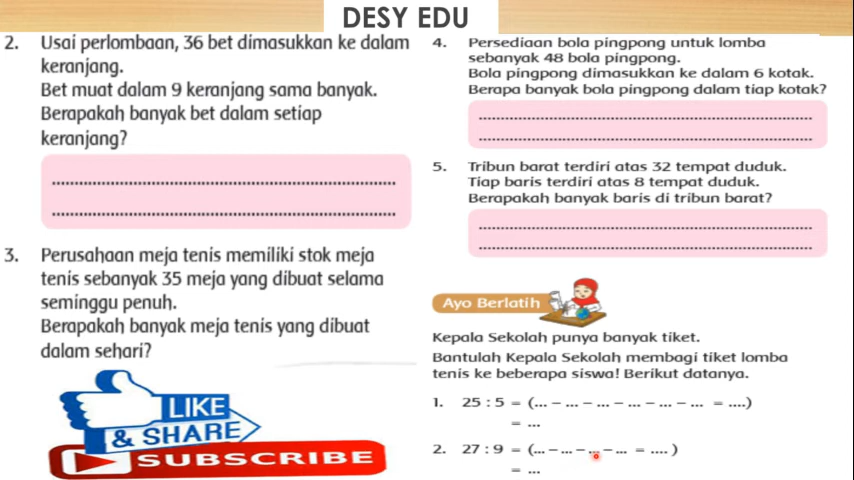 DESY EDU
2. Usai perlombaan, 36 bet dimasukkan ke dalam
keranjang.
Bet muat dalam 9 keranjang sama banyak.
Berapakah banyak bet dalam setiap
keranjang?
3. Perusahaan meja tenis memiliki stok meja
tenis sebanyak 35 meja yang dibuat selama
seminggu penuh.
Berapakah banyak meja tenis yang dibuat
dalam sehari?
LIKE
& SHARE
SUBSCRIBE
4. Persediaan bola pingpong untuk lomba
sebanyak 48 bola pingpong.
Bola pingpong dimasukkan ke dalam 6 kotak.
Berapa banyak bola pingpong dalam tiap kotak?
5. Tribun barat terdiri atas 32 tempat duduk.
Tiap baris terdiri atas 8 tempat duduk.
Berapakah banyak baris di tribun barat?
Ayo Berlatih
Kepala Sekolah punya banyak tiket.
Bantulah Kepala Sekolah membagi tiket lomba
tenis ke beberapa siswa! Berikut datanya.
1. 25 : 5 = (... – ... – ... – ... – ... – ... = ....)
= ...
2. 27 : 9 = (... – ... – ... – ... = .... )
= ...